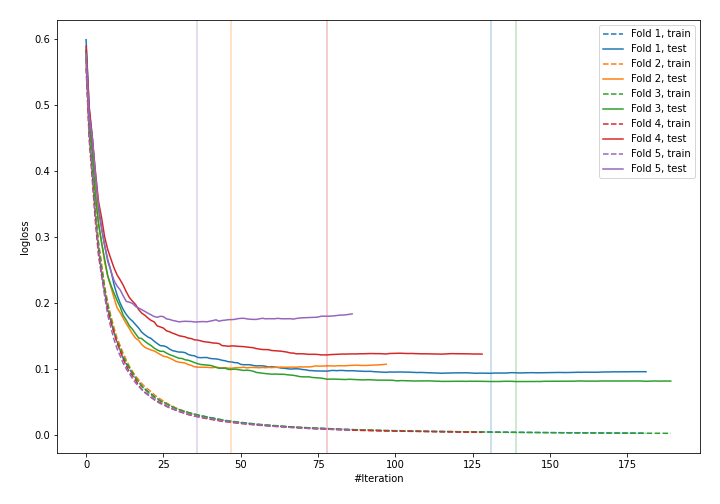 0.6
0.5
0.4
0.3
0.2
0.1
0.0
logloss
0
25
50
75
100
125
150
175
#Iteration
Fold 1, train
Fold 1, test
Fold 2, train
Fold 2, test
Fold 3, train
Fold 3, test
Fold 4, train
Fold 4, test
Fold 5, train
Fold 5, test